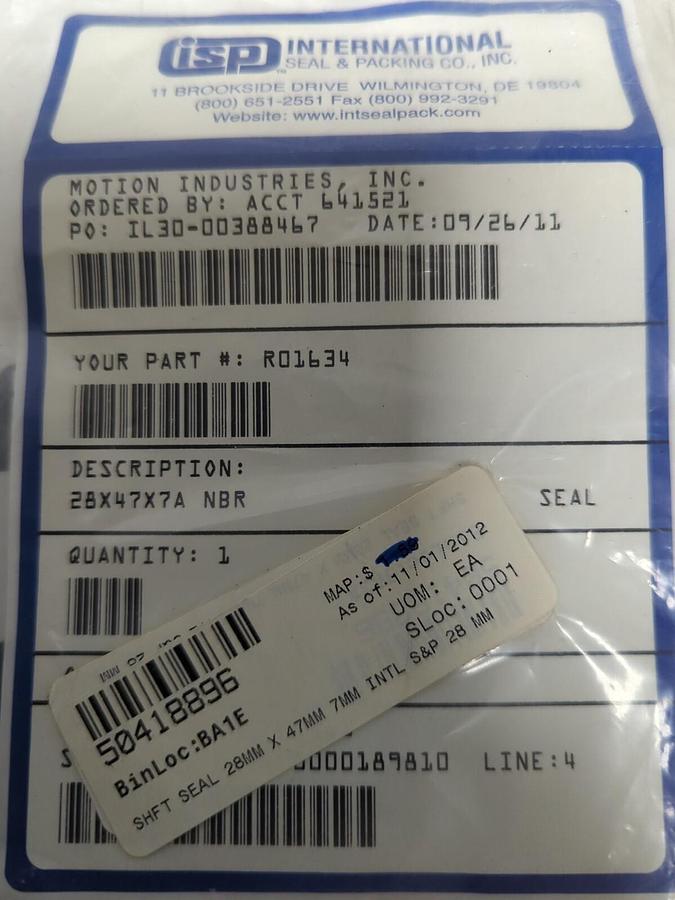 isp INTERNATIONAL
SEAL & PACKING CO., INC.
11 BROOKSIDE DRIVE WILMINGTON, DE 19804
(800) 651-2551 Fax (800) 992-3291
Website: www.intsealpack.com
MOTION INDUSTRIES, INC.
ORDERED BY: ACCT 641521
PO: IL30-00388467 DATE:09/26/11
YOUR PART #: R01634
DESCRIPTION:
28X47X7A NBR SEAL
QUANTITY: 1
MAP:$
As of:11/01/2012
UOM: EA
SLOC:0001
50418896
BinLoc:BA1E
SHFT SEAL 28MM X 47MM 7MM INTL S&P 28 MM
0000189810 LINE:4